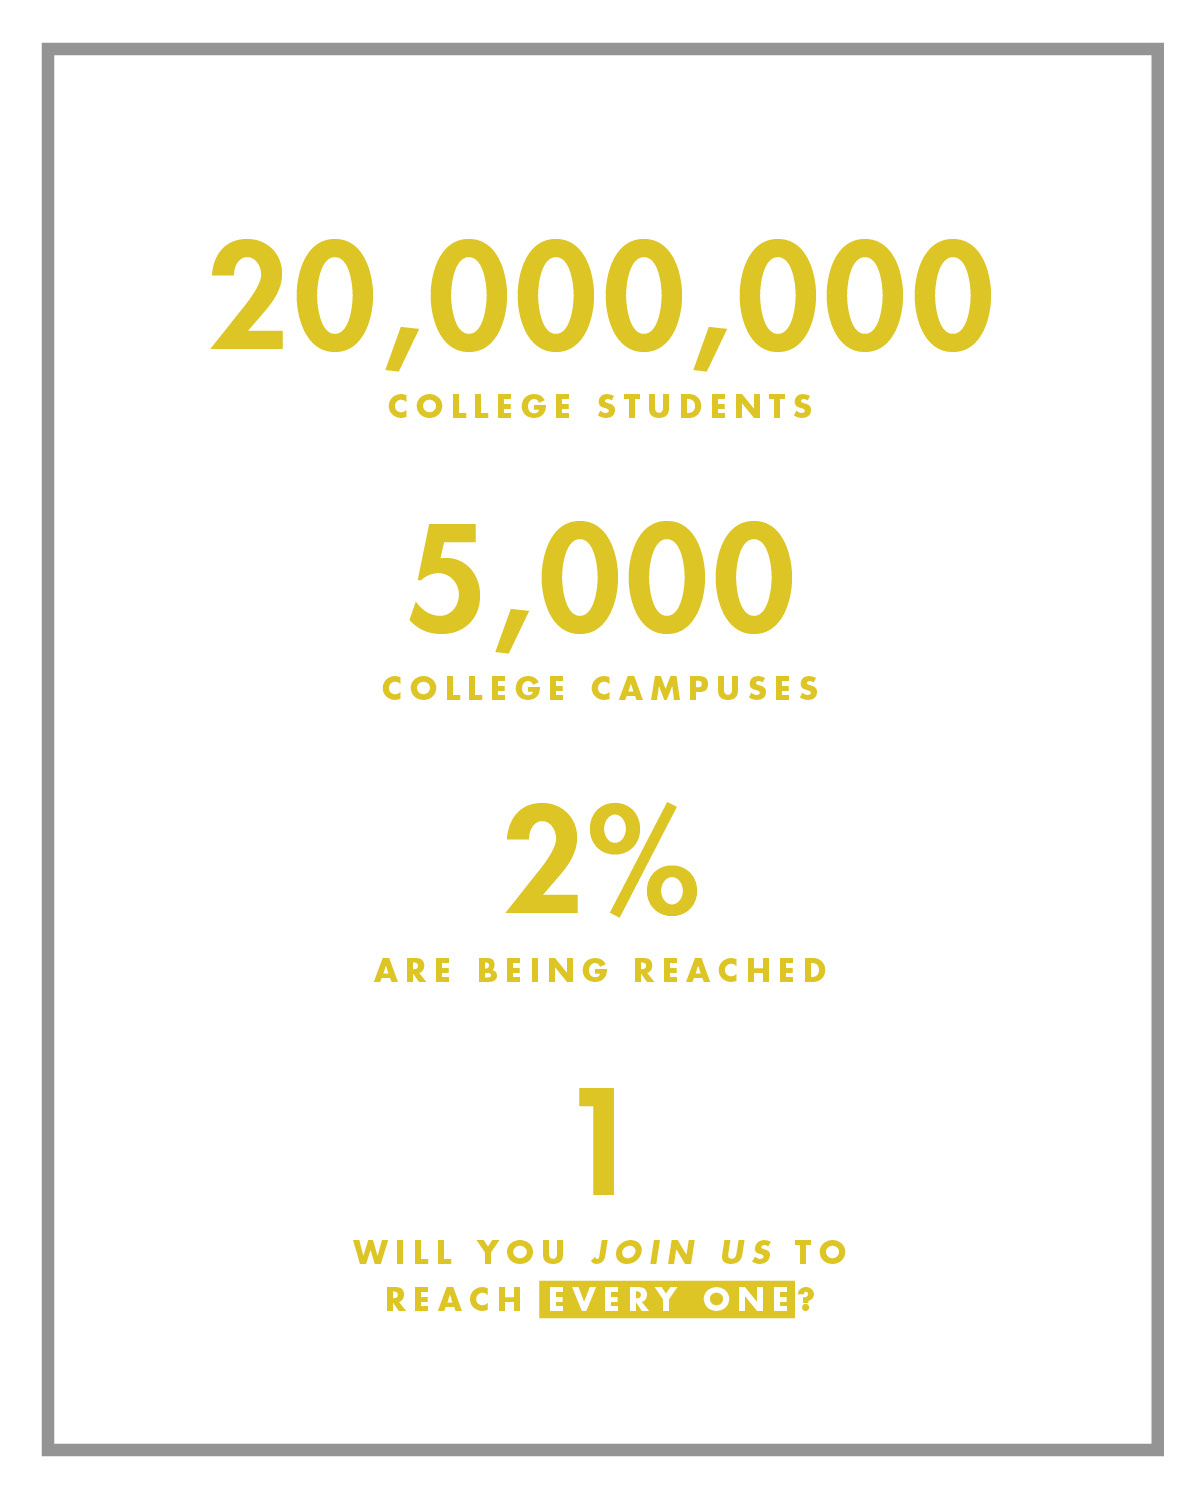 20,000,000
COLLEGE STUDENTS
5,000
COLLEGE CAMPUSES
2%
ARE BEING REACHED
1
WILL YOU JOIN US TO
REACH EVERY ONE?